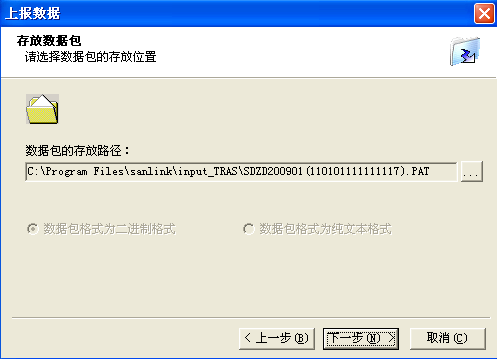 上报数据
存放数据包
请选择数据包的存放位置
数据包的存放路径：
C:\Program Files\sanlink\input_TRAS\SDZD200901(110101111111117).PAT
...
数据包格式为二进制格式
数据包格式为纯文本格式
< 上一步(B)
下一步(N) >
取消(C)